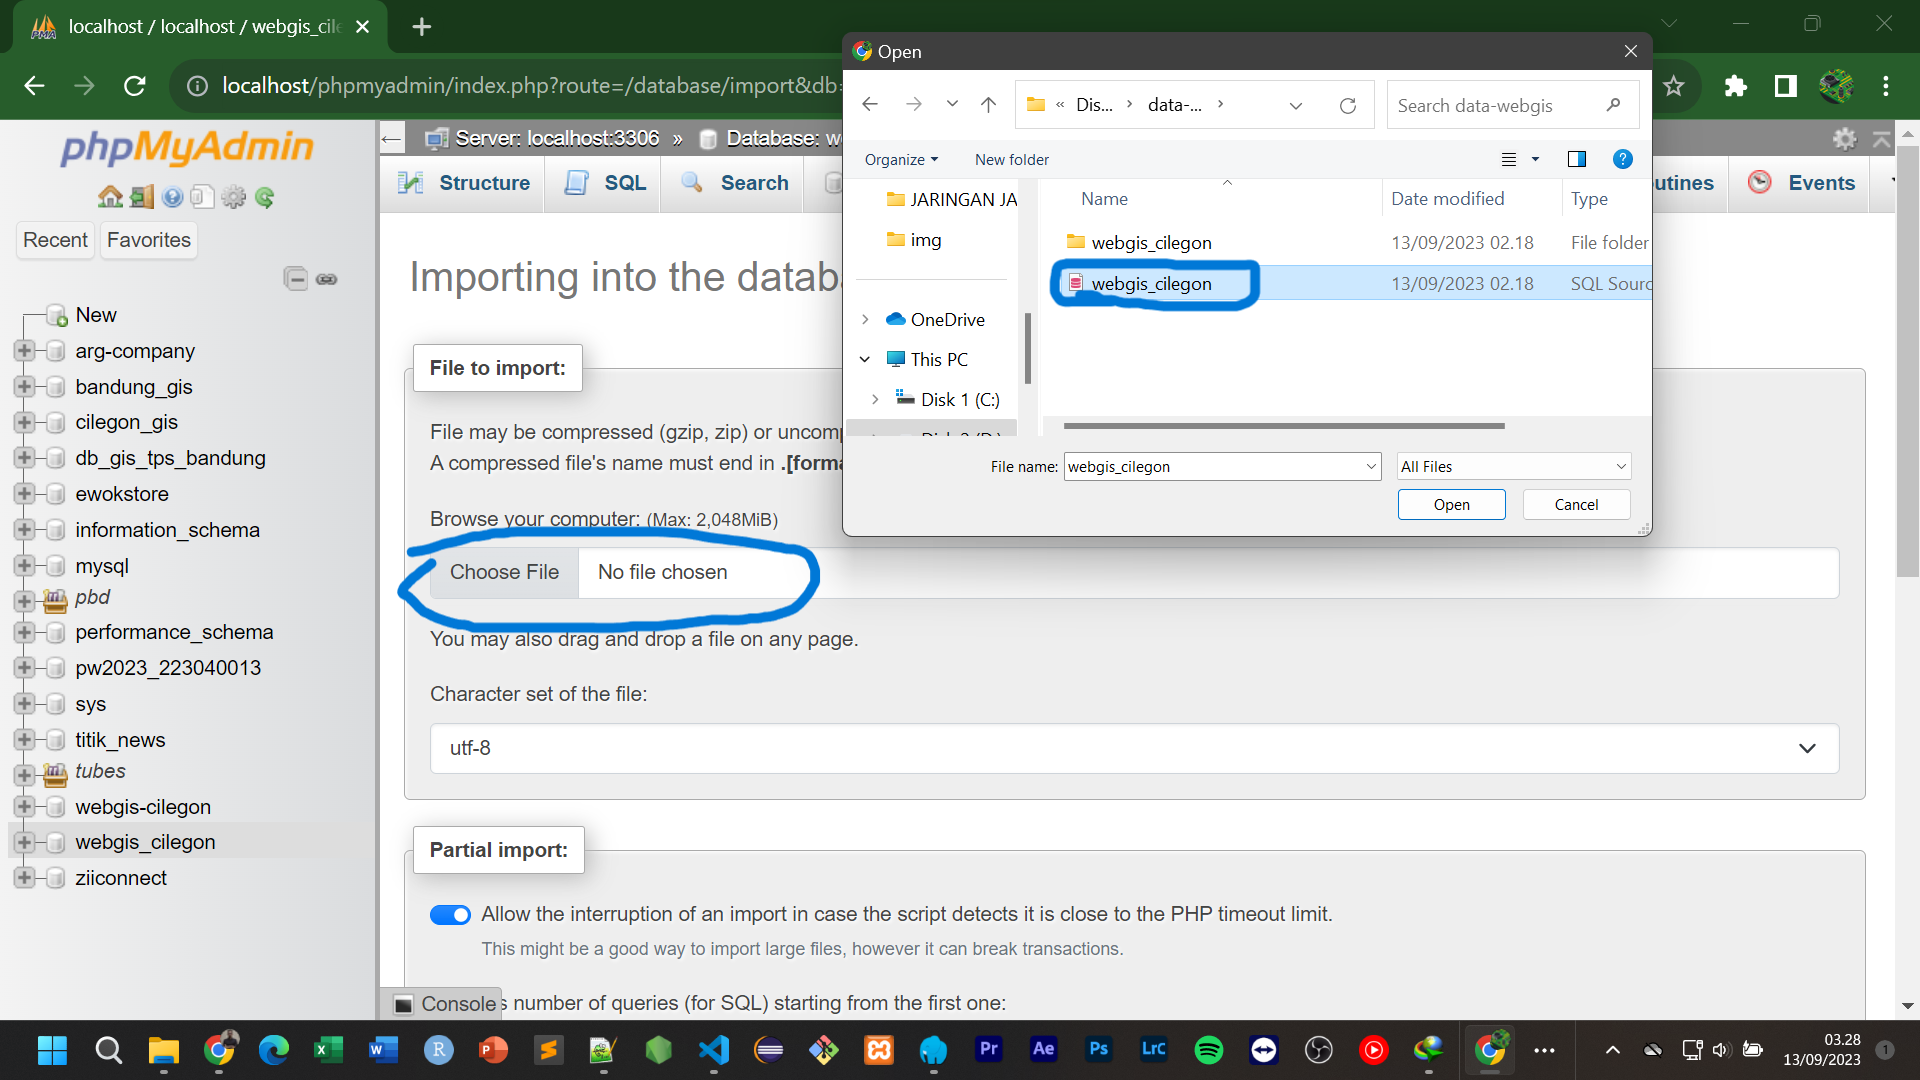 localhost / localhost / webgis_cile
localhost/phpmyadmin/index.php?route=/database/import&db=
phpMyAdmin
Recent
Favorites
New
arg-company
bandung_gis
cilegon_gis
db_gis_tps_bandung
ewokstore
information_schema
mysql
pbd
performance_schema
pw2023_223040013
sys
titik_news
tubes
webgis-cilegon
webgis_cilegon
ziiconnect
Server: localhost:3306 » Database: w
Structure
SQL
Search
utines
Events
Importing into the datab
File to import:
File may be compressed (gzip, zip) or uncomp
A compressed file's name must end in .[forma
Browse your computer: (Max: 2,048MiB)
Choose File
No file chosen
You may also drag and drop a file on any page.
Character set of the file:
utf-8
Partial import:
Allow the interruption of an import in case the script detects it is close to the PHP timeout limit.
This might be a good way to import large files, however it can break transactions.
Console
s number of queries (for SQL) starting from the first one:
Open
« Dis... › data-... ›
Search data-webgis
Organize
New folder
JARINGAN JA
img
OneDrive
This PC
Disk 1 (C:)
Name
Date modified
Type
webgis_cilegon
13/09/2023 02.18
File folder
webgis_cilegon
13/09/2023 02.18
SQL Sourc
File name:
webgis_cilegon
All Files
Open
Cancel
Pr
Ae
Ps
LrC
03.28
13/09/2023
1